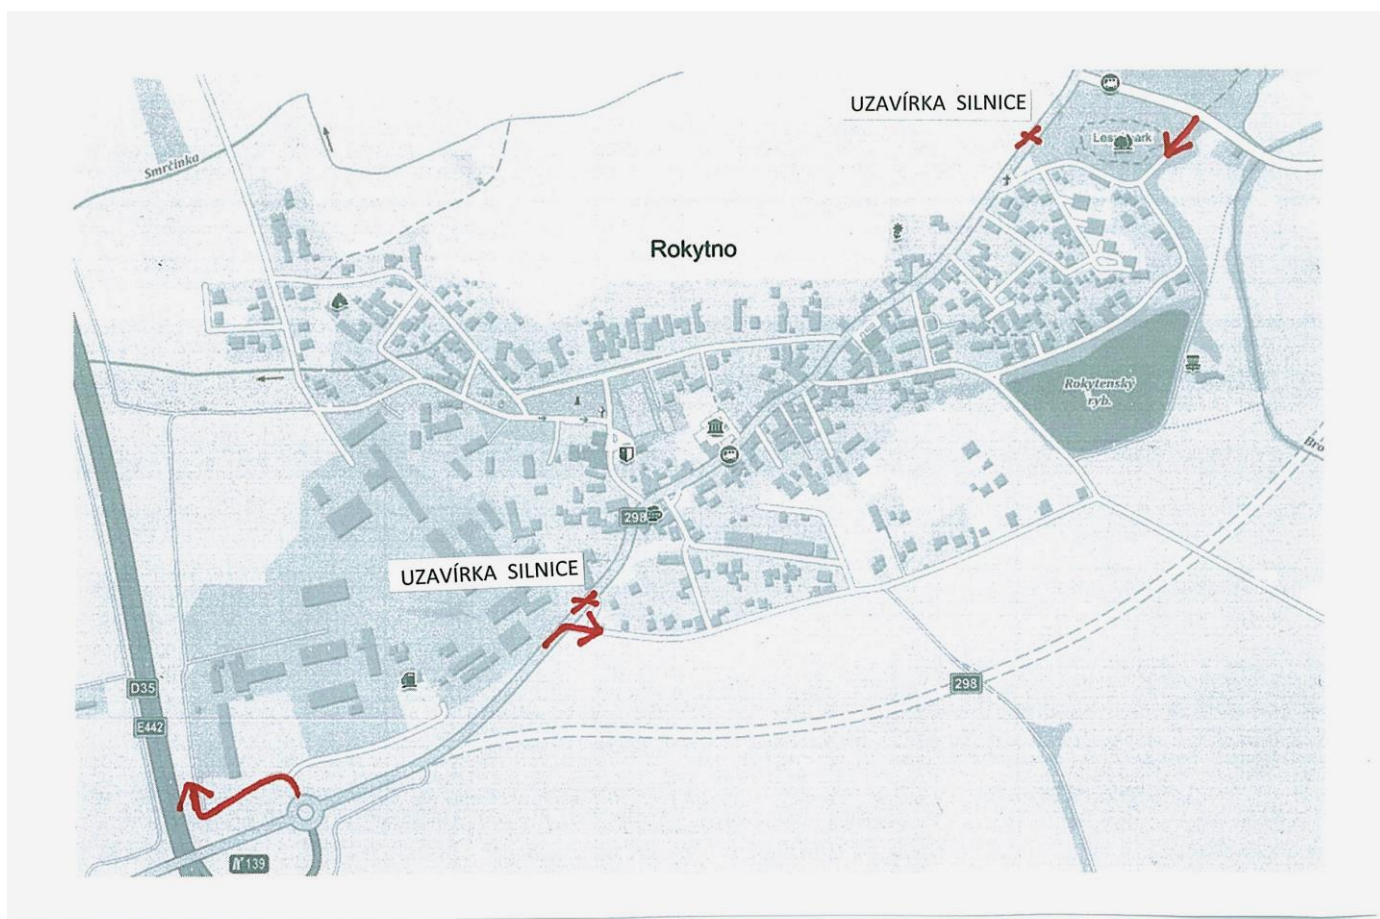 UZAVÍRKA SILNICE
Smrčinka
Rokytno
Rokytenský
ryb.
298
UZAVÍRKA SILNICE
D35
298
E442
139